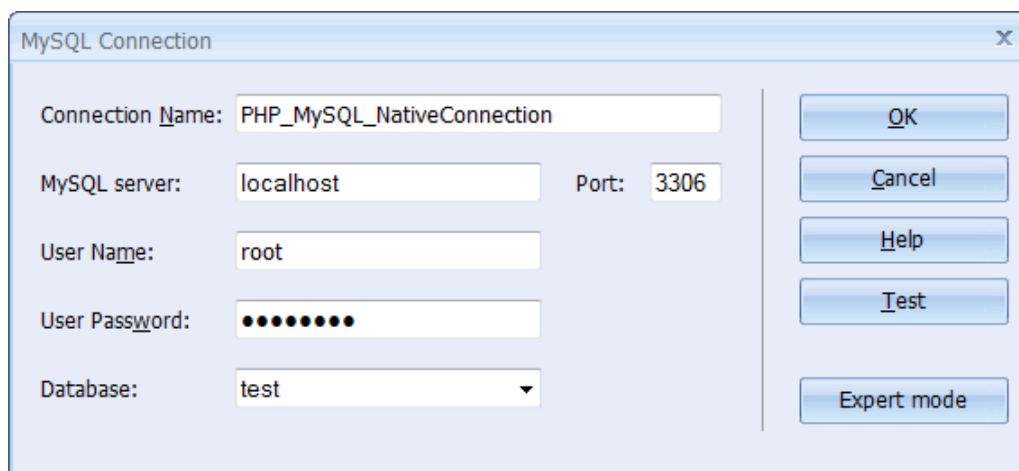 MySQL Connection x
Connection Name: PHP_MySQL_NativeConnection
OK
MySQL server: localhost Port: 3306
Cancel
User Name: root
Help
User Password: ●●●●●●●●
Test
Database: test
Expert mode